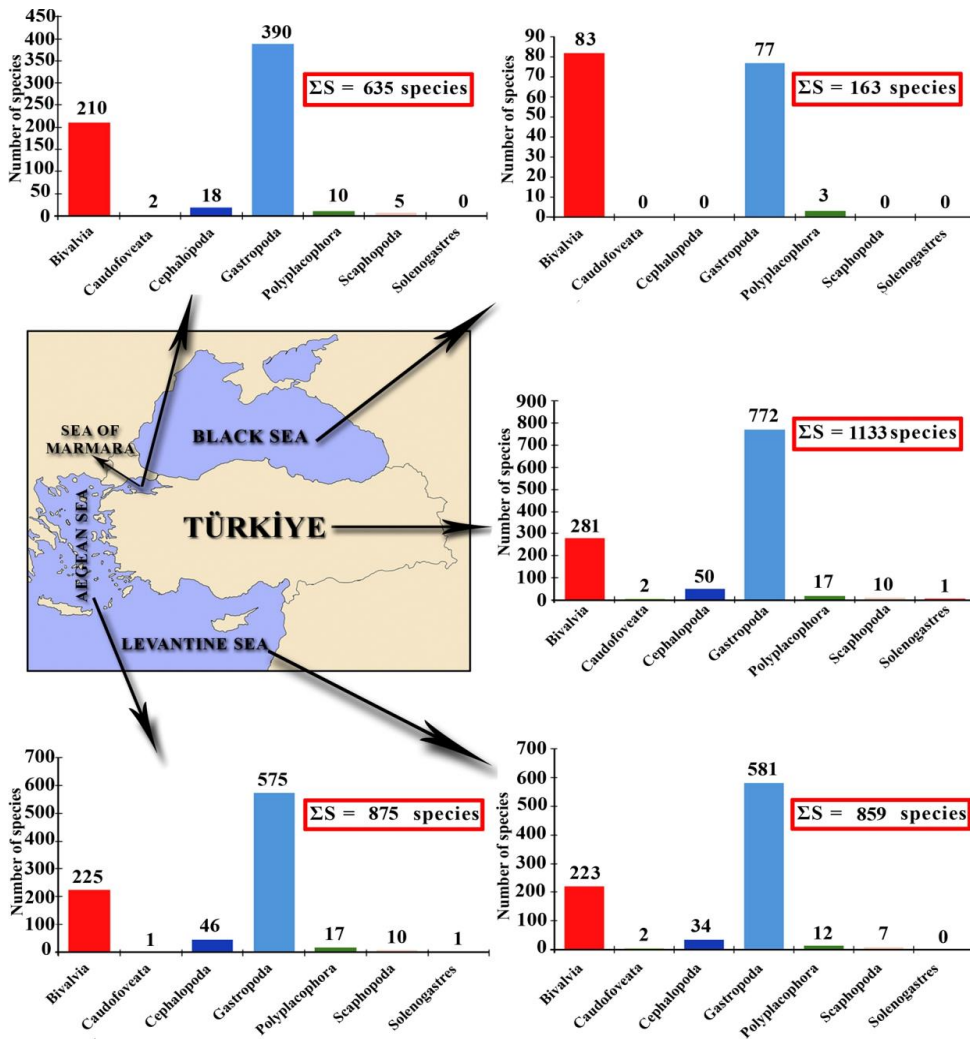 Number of species
450
400
350
300
250
200
150
100
50
0
210
2
18
390
10
5
0
ΣS = 635 species
Bivalvia
Caudofoveata
Cephalopoda
Gastropoda
Polyplacophora
Scaphopoda
Solenogastres
Number of species
90
80
70
60
50
40
30
20
10
0
83
0
0
77
3
0
0
ΣS = 163 species
Bivalvia
Caudofoveata
Cephalopoda
Gastropoda
Polyplacophora
Scaphopoda
Solenogastres
SEA OF
MARMARA
BLACK SEA
AEGEAN SEA
TÜRKİYE
LEVANTINE SEA
Number of species
900
800
700
600
500
400
300
200
100
0
281
2
50
772
17
10
1
ΣS = 1133 species
Bivalvia
Caudofoveata
Cephalopoda
Gastropoda
Polyplacophora
Scaphopoda
Solenogastres
Number of species
700
600
500
400
300
200
100
0
225
1
46
575
17
10
1
ΣS = 875 species
Bivalvia
Caudofoveata
Cephalopoda
Gastropoda
Polyplacophora
Scaphopoda
Solenogastres
Number of species
700
600
500
400
300
200
100
0
223
2
34
581
12
7
0
ΣS = 859 species
Bivalvia
Caudofoveata
Cephalopoda
Gastropoda
Polyplacophora
Scaphopoda
Solenogastres